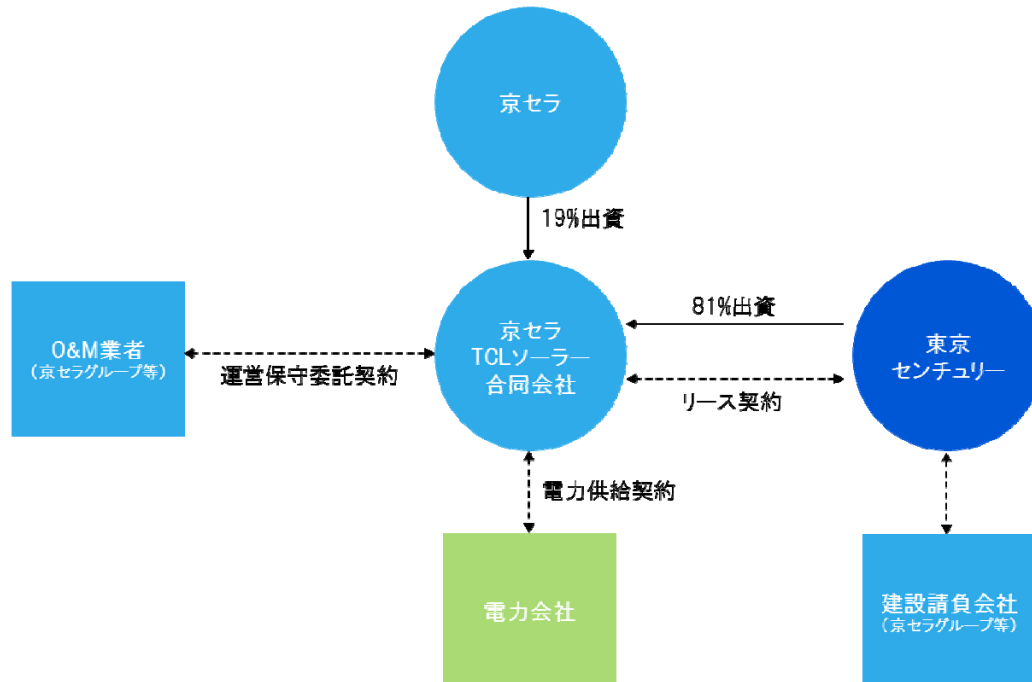 京セラ
19%出資
81%出資
京セラ
TCLソーラー
合同会社
東京
センチュリー
O&M業者
(京セラグループ等)
運営保守委託契約
リース契約
電力供給契約
電力会社
建設請負会社
(京セラグループ等)